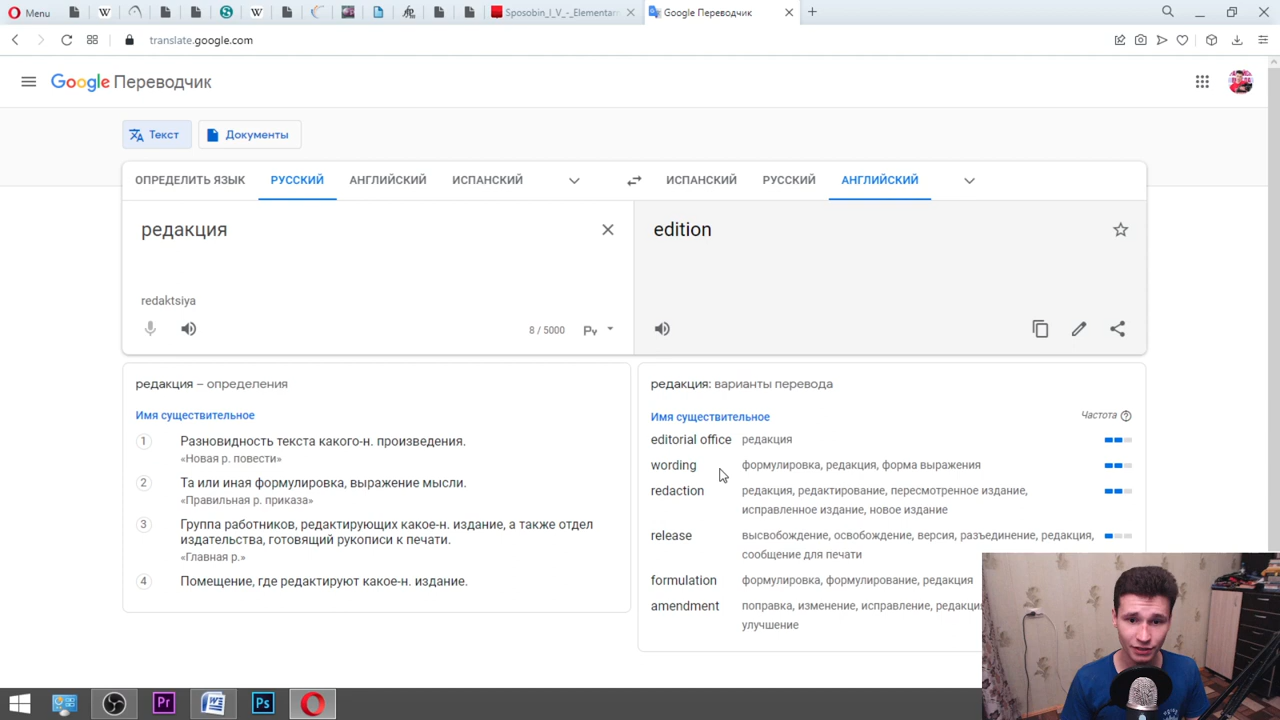 Menu
Sposobin_I_V_-_Elementar
Google Переводчик
translate.google.com
Google Переводчик
Текст
Документы
ОПРЕДЕЛИТЬ ЯЗЫК РУССКИЙ АНГЛИЙСКИЙ ИСПАНСКИЙ
ИСПАНСКИЙ РУССКИЙ АНГЛИЙСКИЙ
редакция
edition
redaktsiya
8 / 5000
редакция – определения
Имя существительное
1 Разновидность текста какого-н. произведения.
«Новая р. повести»
2 Та или иная формулировка, выражение мысли.
«Правильная р. приказа»
3 Группа работников, редактирующих какое-н. издание, а также отдел
издательства, готовящий рукописи к печати.
«Главная р.»
4 Помещение, где редактируют какое-н. издание.
редакция: варианты перевода
Имя существительное Частота
editorial office редакция
wording формулировка, редакция, форма выражения
redaction редакция, редактирование, пересмотренное издание,
исправленное издание, новое издание
release высвобождение, освобождение, версия, разъединение, редакция,
сообщение для печати
formulation формулировка, формулирование, редакция
amendment поправка, изменение, исправление, редакци
улучшение
Pr
W
Ps